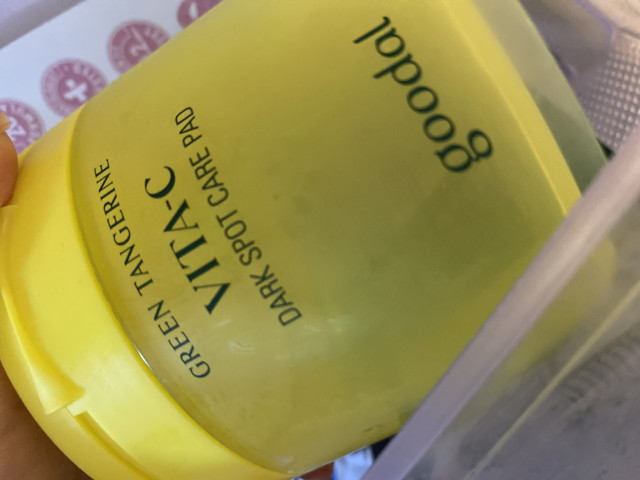 goodal
GREEN TANGERINE
VITA-C
DARK SPOT CARE PAD